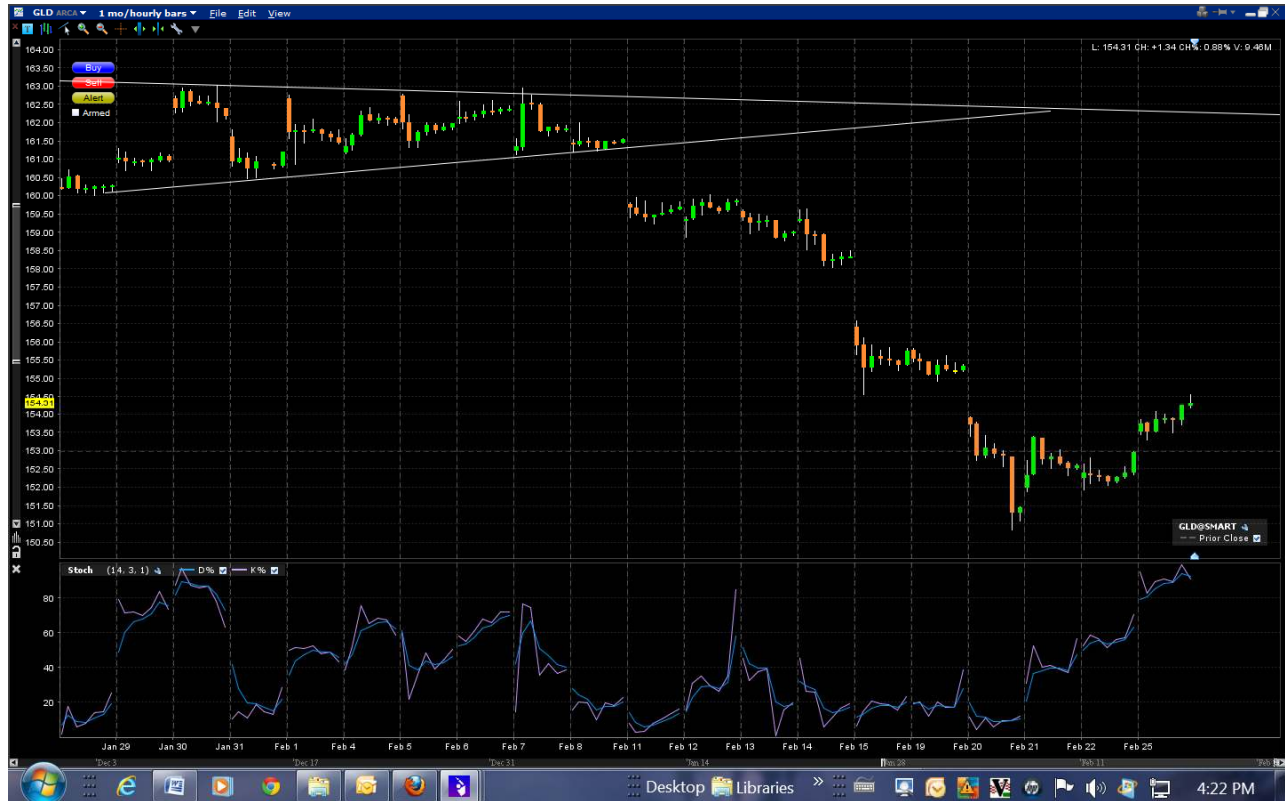 GLD ARCA 1 mo/hourly bars File Edit View
L: 154.31 CH: +1.34 CH%: 0.88% V: 9.46M
164.00
163.50
Buy
163.00
Sell
162.50
Alert
Armed
162.00
161.50
161.00
160.50
160.00
159.50
159.00
158.50
158.00
157.50
157.00
156.50
156.00
155.50
155.00
154.31
154.00
153.50
153.00
152.50
152.00
151.50
151.00
150.50
GLD@SMART
Prior Close
Stoch (14, 3, 1) D% K%
80
60
40
20
Jan 29 Jan 30 Jan 31 Feb 1 Feb 4 Feb 5 Feb 6 Feb 7 Feb 8 Feb 11 Feb 12 Feb 13 Feb 14 Feb 15 Feb 19 Feb 20 Feb 21 Feb 22 Feb 25
'Dec 3 'Dec 17 'Dec 31 'Jan 14 'Jan 28 'Feb 11 'Feb
Desktop Libraries » 4:22 PM